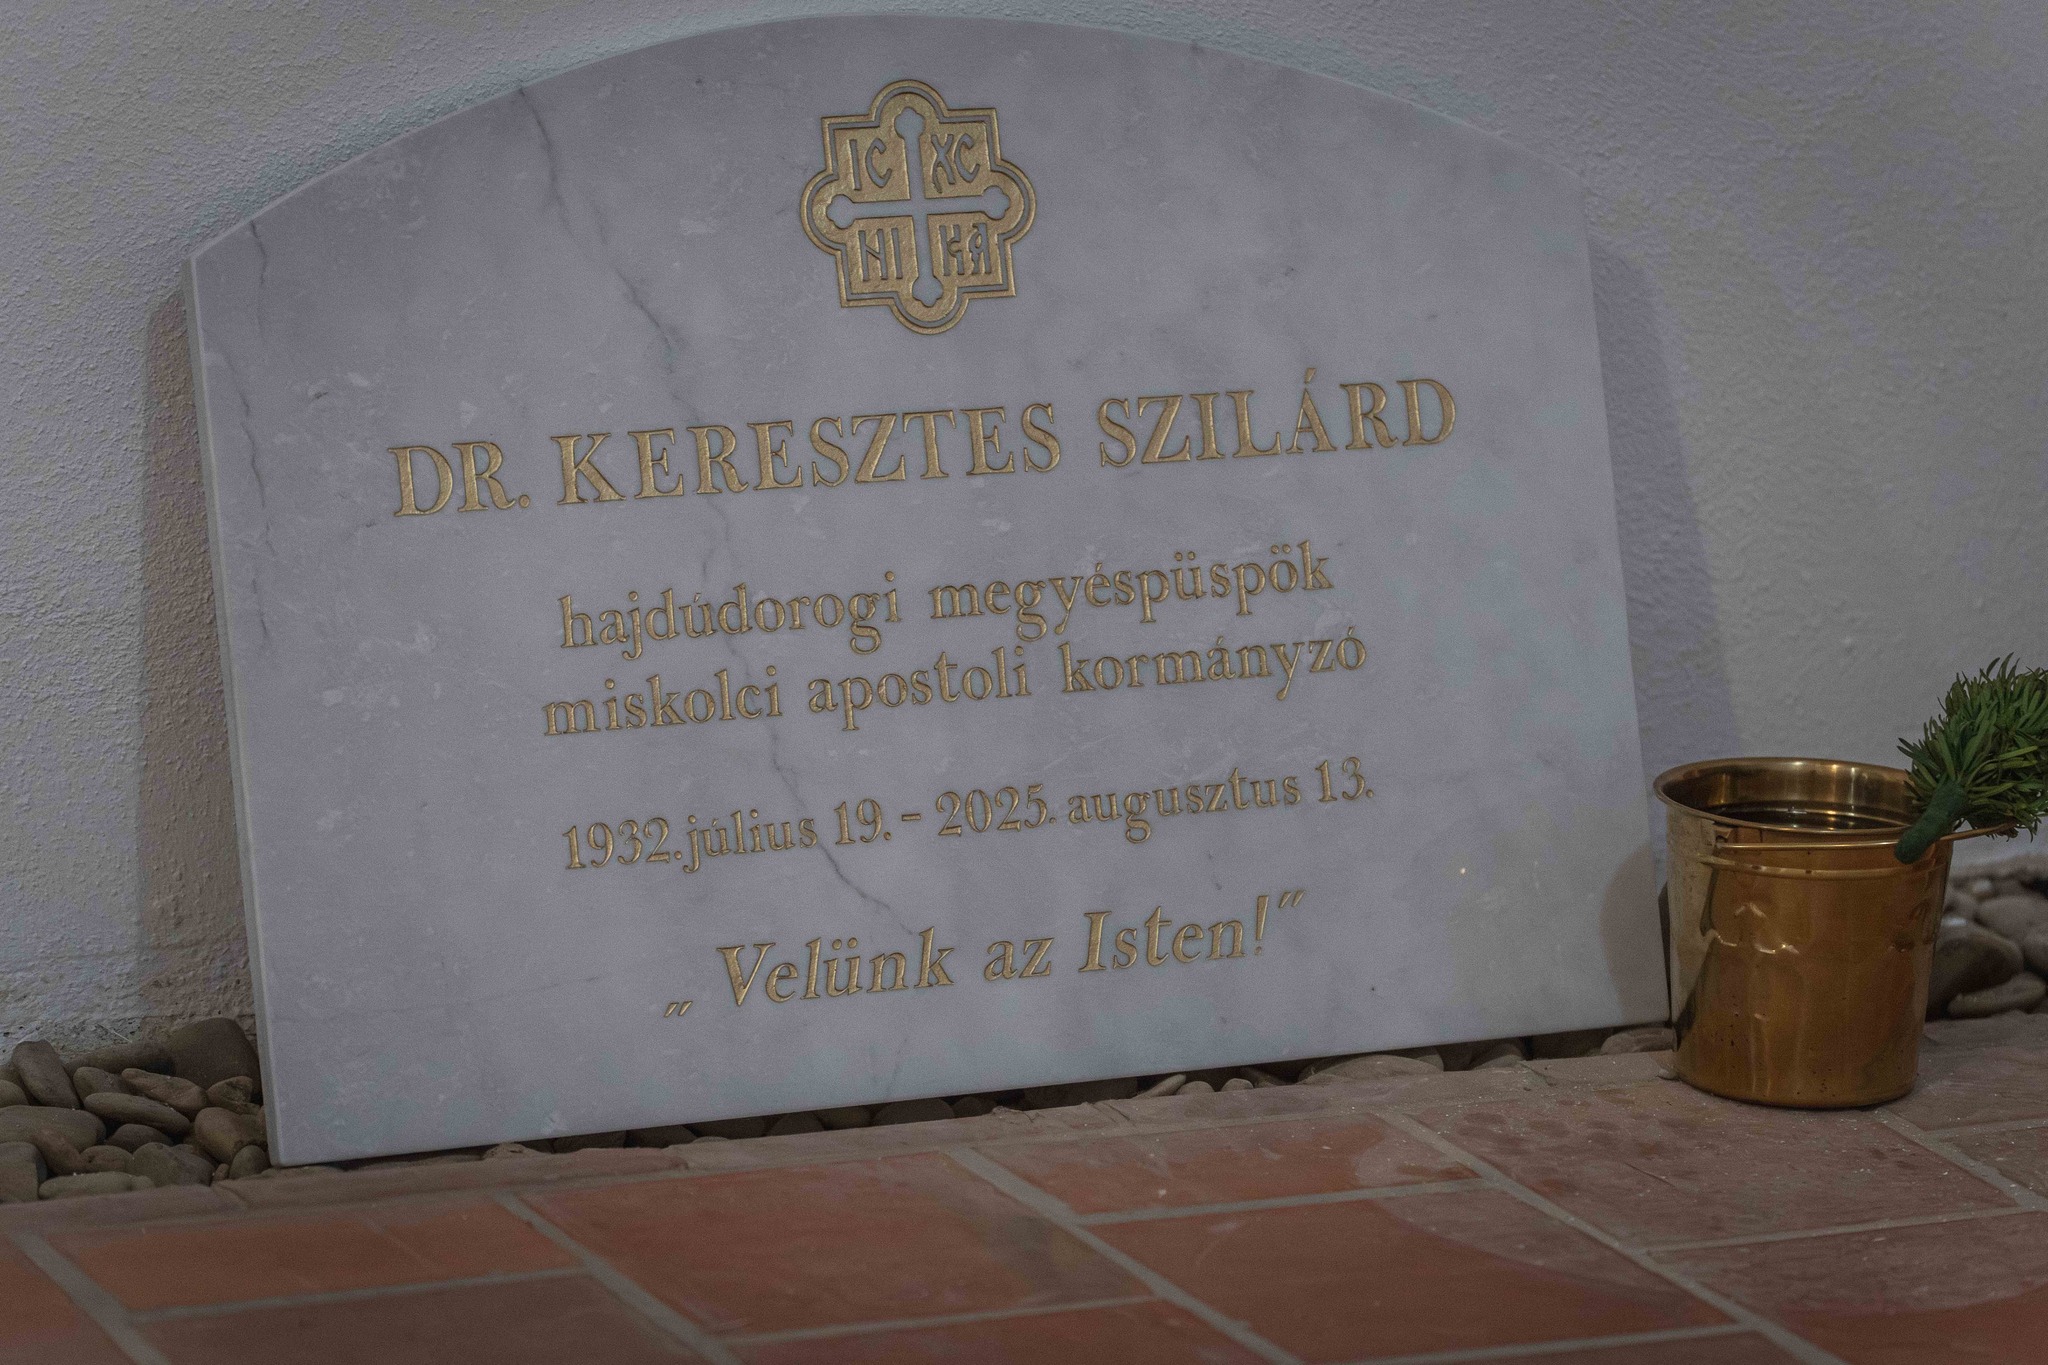 IC XC
NI KA
DR. KERESZTES SZILÁRD
hajdúdorogi megyéspüspök
miskolci apostoli kormányzó
1932. július 19. - 2025. augusztus 13.
„Velünk az Isten!”